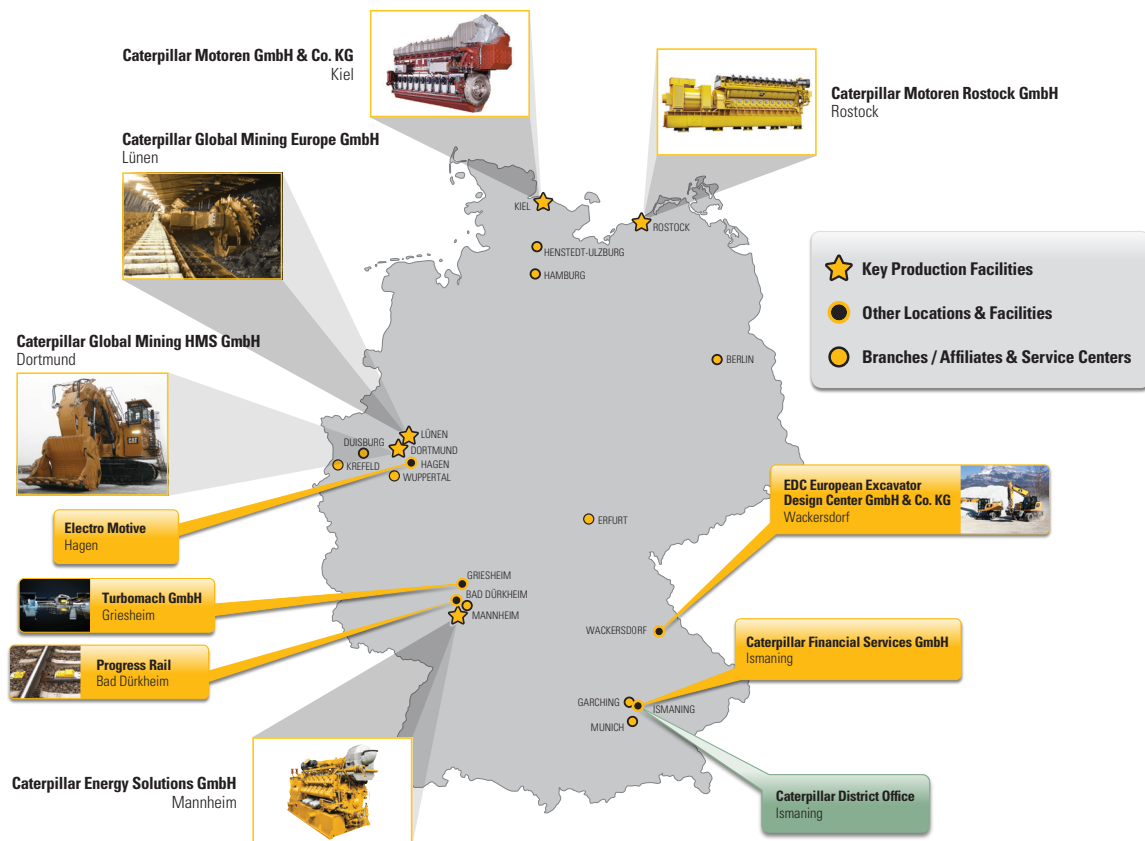 Caterpillar Motoren GmbH & Co. KG
Kiel
Caterpillar Motoren Rostock GmbH
Rostock
Caterpillar Global Mining Europe GmbH
Lünen
KIEL
ROSTOCK
HENSTEDT-ULZBURG
HAMBURG
Key Production Facilities
Other Locations & Facilities
Branches / Affiliates & Service Centers
Caterpillar Global Mining HMS GmbH
Dortmund
CAT
BERLIN
LÜNEN
DUISBURG
DORTMUND
HAGEN
KREFELD
WUPPERTAL
EDC European Excavator
Design Center GmbH & Co. KG
Wackersdorf
Electro Motive
Hagen
ERFURT
GRIESHEIM
Turbomach GmbH
Griesheim
BAD DÜRKHEIM
MANNHEIM
WACKERSDORF
Caterpillar Financial Services GmbH
Ismaning
Progress Rail
Bad Dürkheim
GARCHING
ISMANING
MUNICH
Caterpillar Energy Solutions GmbH
Mannheim
Caterpillar District Office
Ismaning